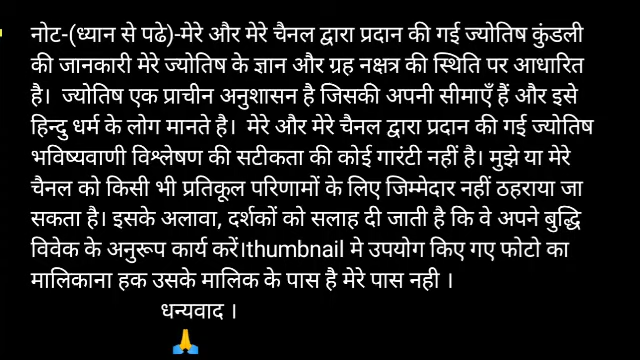 नोट-(ध्यान से पढे)-मेरे और मेरे चैनल द्वारा प्रदान की गई ज्योतिष कुंडली
की जानकारी मेरे ज्योतिष के ज्ञान और ग्रह नक्षत्र की स्थिति पर आधारित
है। ज्योतिष एक प्राचीन अनुशासन है जिसकी अपनी सीमाएँ हैं और इसे
हिन्दु धर्म के लोग मानते है। मेरे और मेरे चैनल द्वारा प्रदान की गई ज्योतिष
भविष्यवाणी विश्लेषण की सटीकता की कोई गारंटी नहीं है। मुझे या मेरे
चैनल को किसी भी प्रतिकूल परिणामों के लिए जिम्मेदार नहीं ठहराया जा
सकता है। इसके अलावा, दर्शकों को सलाह दी जाती है कि वे अपने बुद्धि
विवेक के अनुरूप कार्य करें।thumbnail मे उपयोग किए गए फोटो का
मालिकाना हक उसके मालिक के पास है मेरे पास नही ।
धन्यवाद ।
🙏